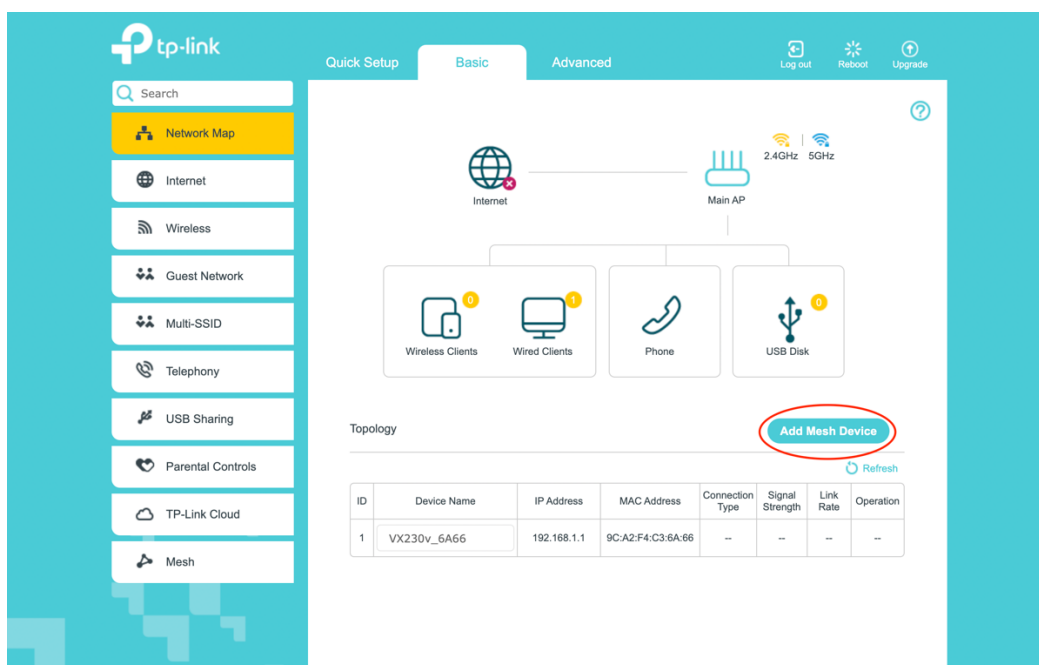 tp-link
Quick Setup
Basic
Advanced
Log out
Reboot
Upgrade
Search
Network Map
Internet
Wireless
Guest Network
Multi-SSID
Telephony
USB Sharing
Parental Controls
TP-Link Cloud
Mesh
?
2.4GHz
5GHz
Internet
Main AP
0
1
0
Wireless Clients
Wired Clients
Phone
USB Disk
Topology
Add Mesh Device
Refresh
ID Device Name IP Address MAC Address Connection Type Signal Strength Link Rate Operation
1 VX230v_6A66 192.168.1.1 9C:A2:F4:C3:6A:66 -- -- -- --